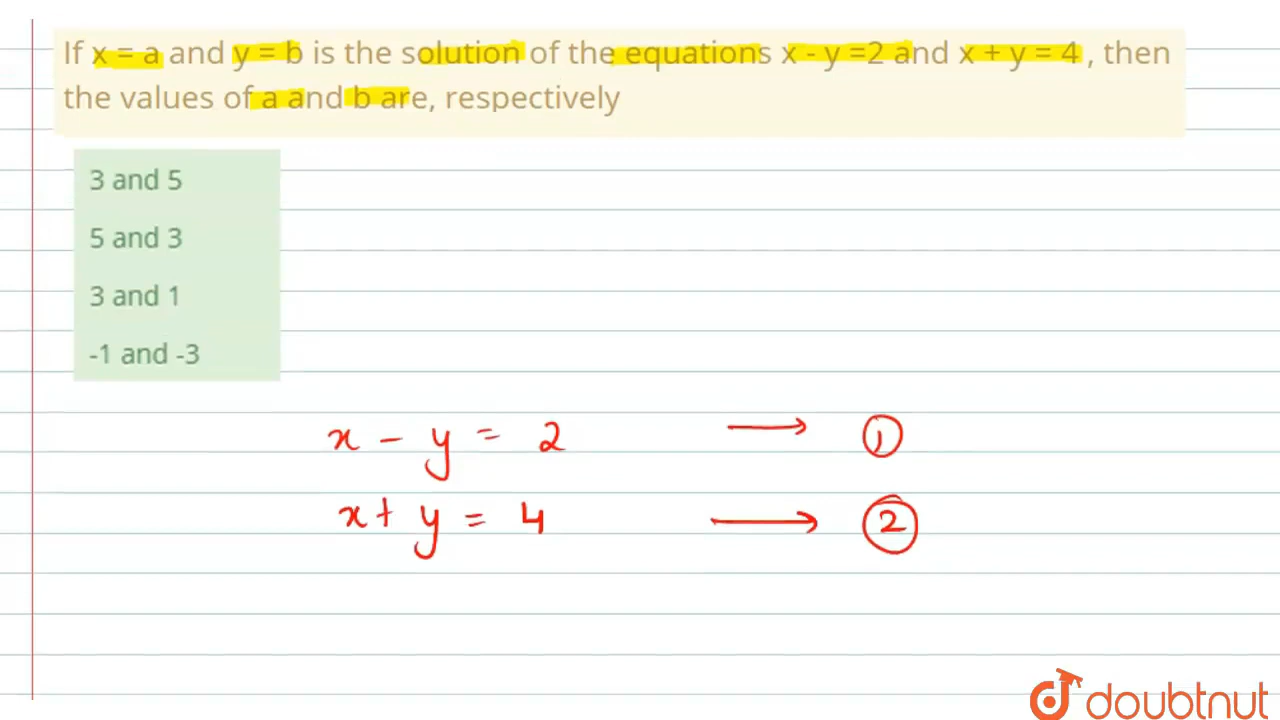 If x = a and y = b is the solution of the equations x - y =2 and x + y = 4 , then
the values of a and b are, respectively
3 and 5
5 and 3
3 and 1
-1 and -3
x - y = 2 → ①
x + y = 4 → ②
doubtnut